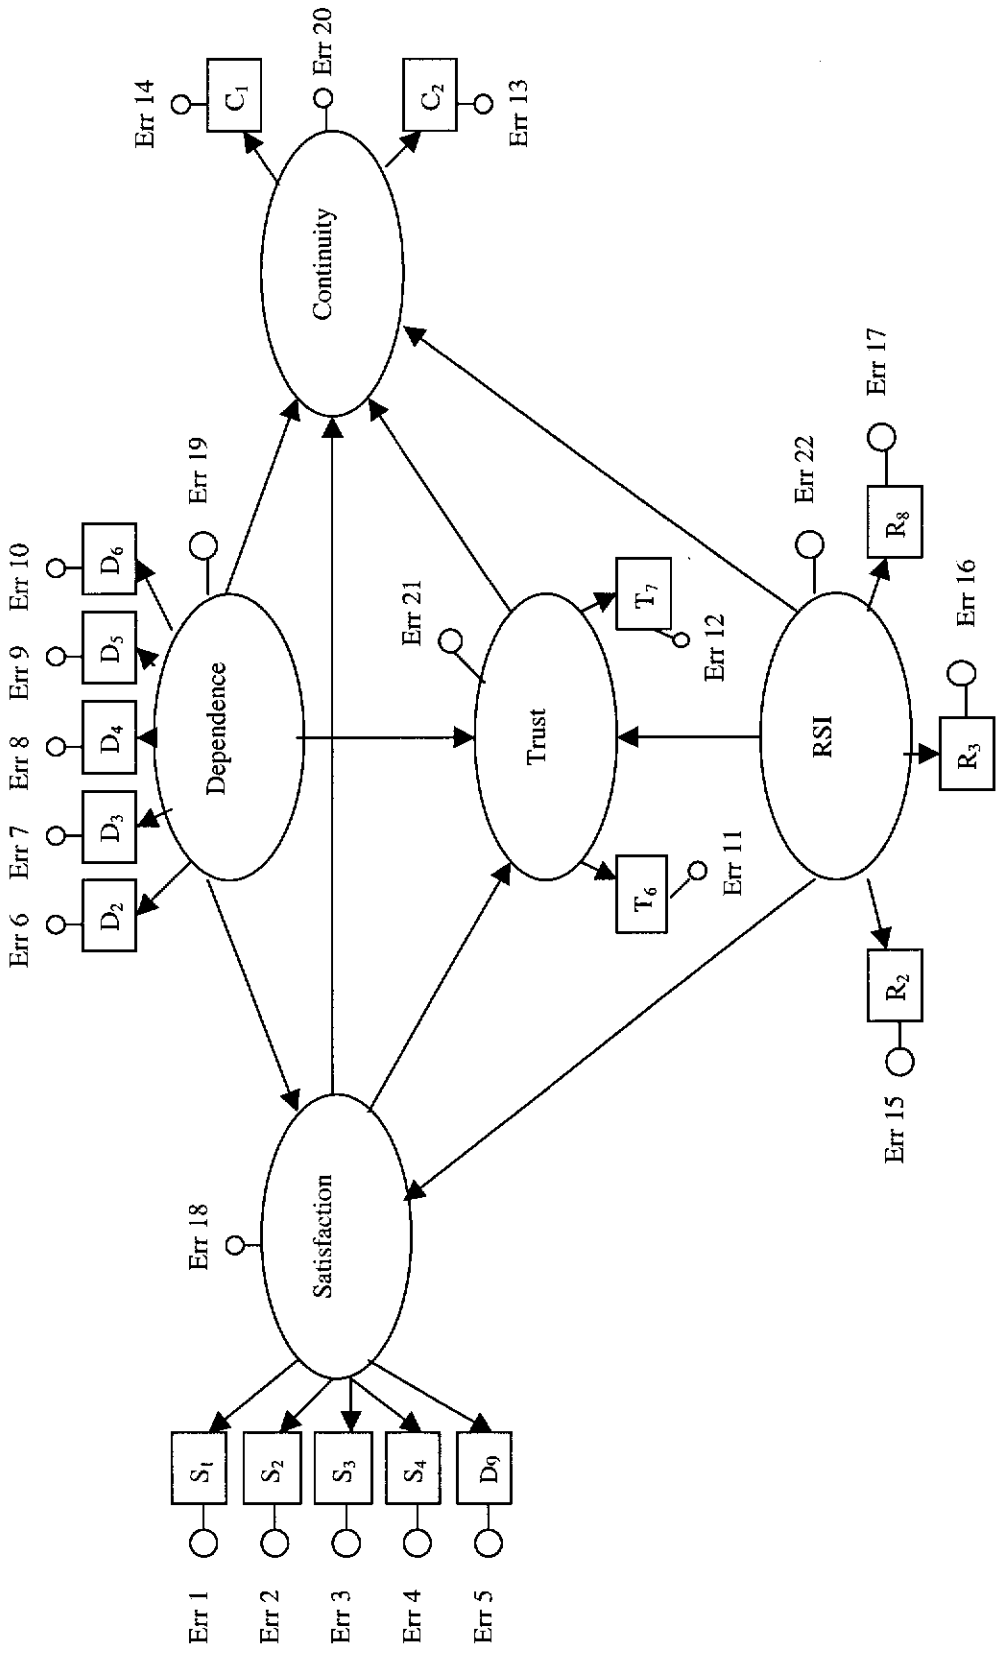 Err 6
Err 7
Err 8
Err 9
Err 10
D2
D3
D4
D5
D6
Err 14
Err 18
Err 19
Err 1
S1
Dependence
C1
Err 2
S2
Satisfaction
Continuity
Err 20
Err 3
S3
Err 4
S4
Err 21
C2
Err 5
D9
Err 13
Trust
T6
T7
Err 11
Err 12
RSI
Err 22
Err 15
R2
R8
Err 17
R3
Err 16